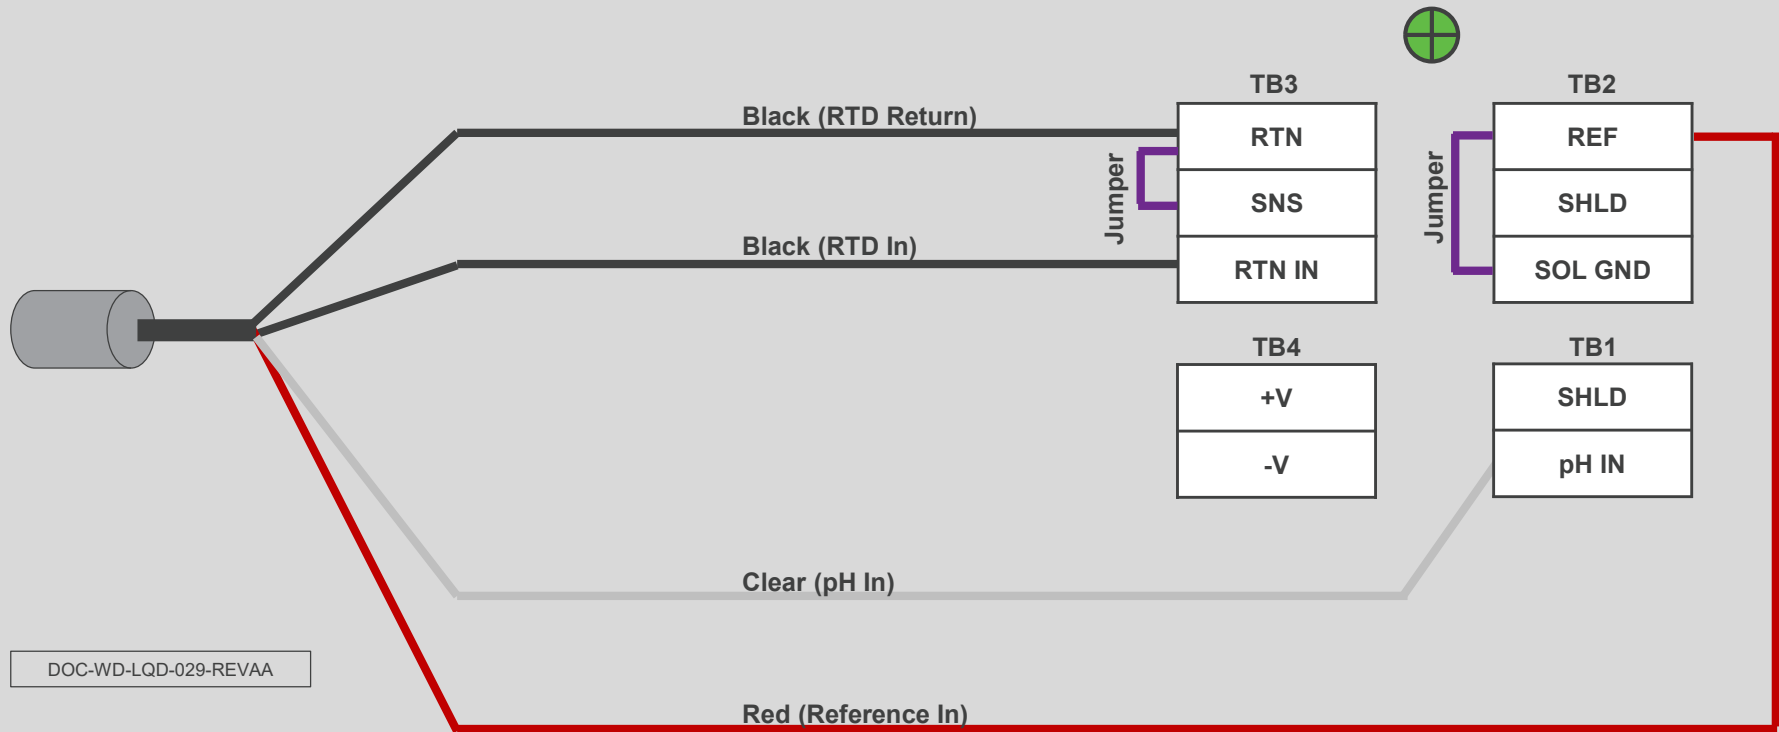 TB3
TB2
Black (RTD Return)
RTN
REF
Jumper
Jumper
SNS
SHLD
Black (RTD In)
RTN IN
SOL GND
TB4
TB1
+V
SHLD
-V
pH IN
Clear (pH In)
DOC-WD-LQD-029-REVAA
Red (Reference In)